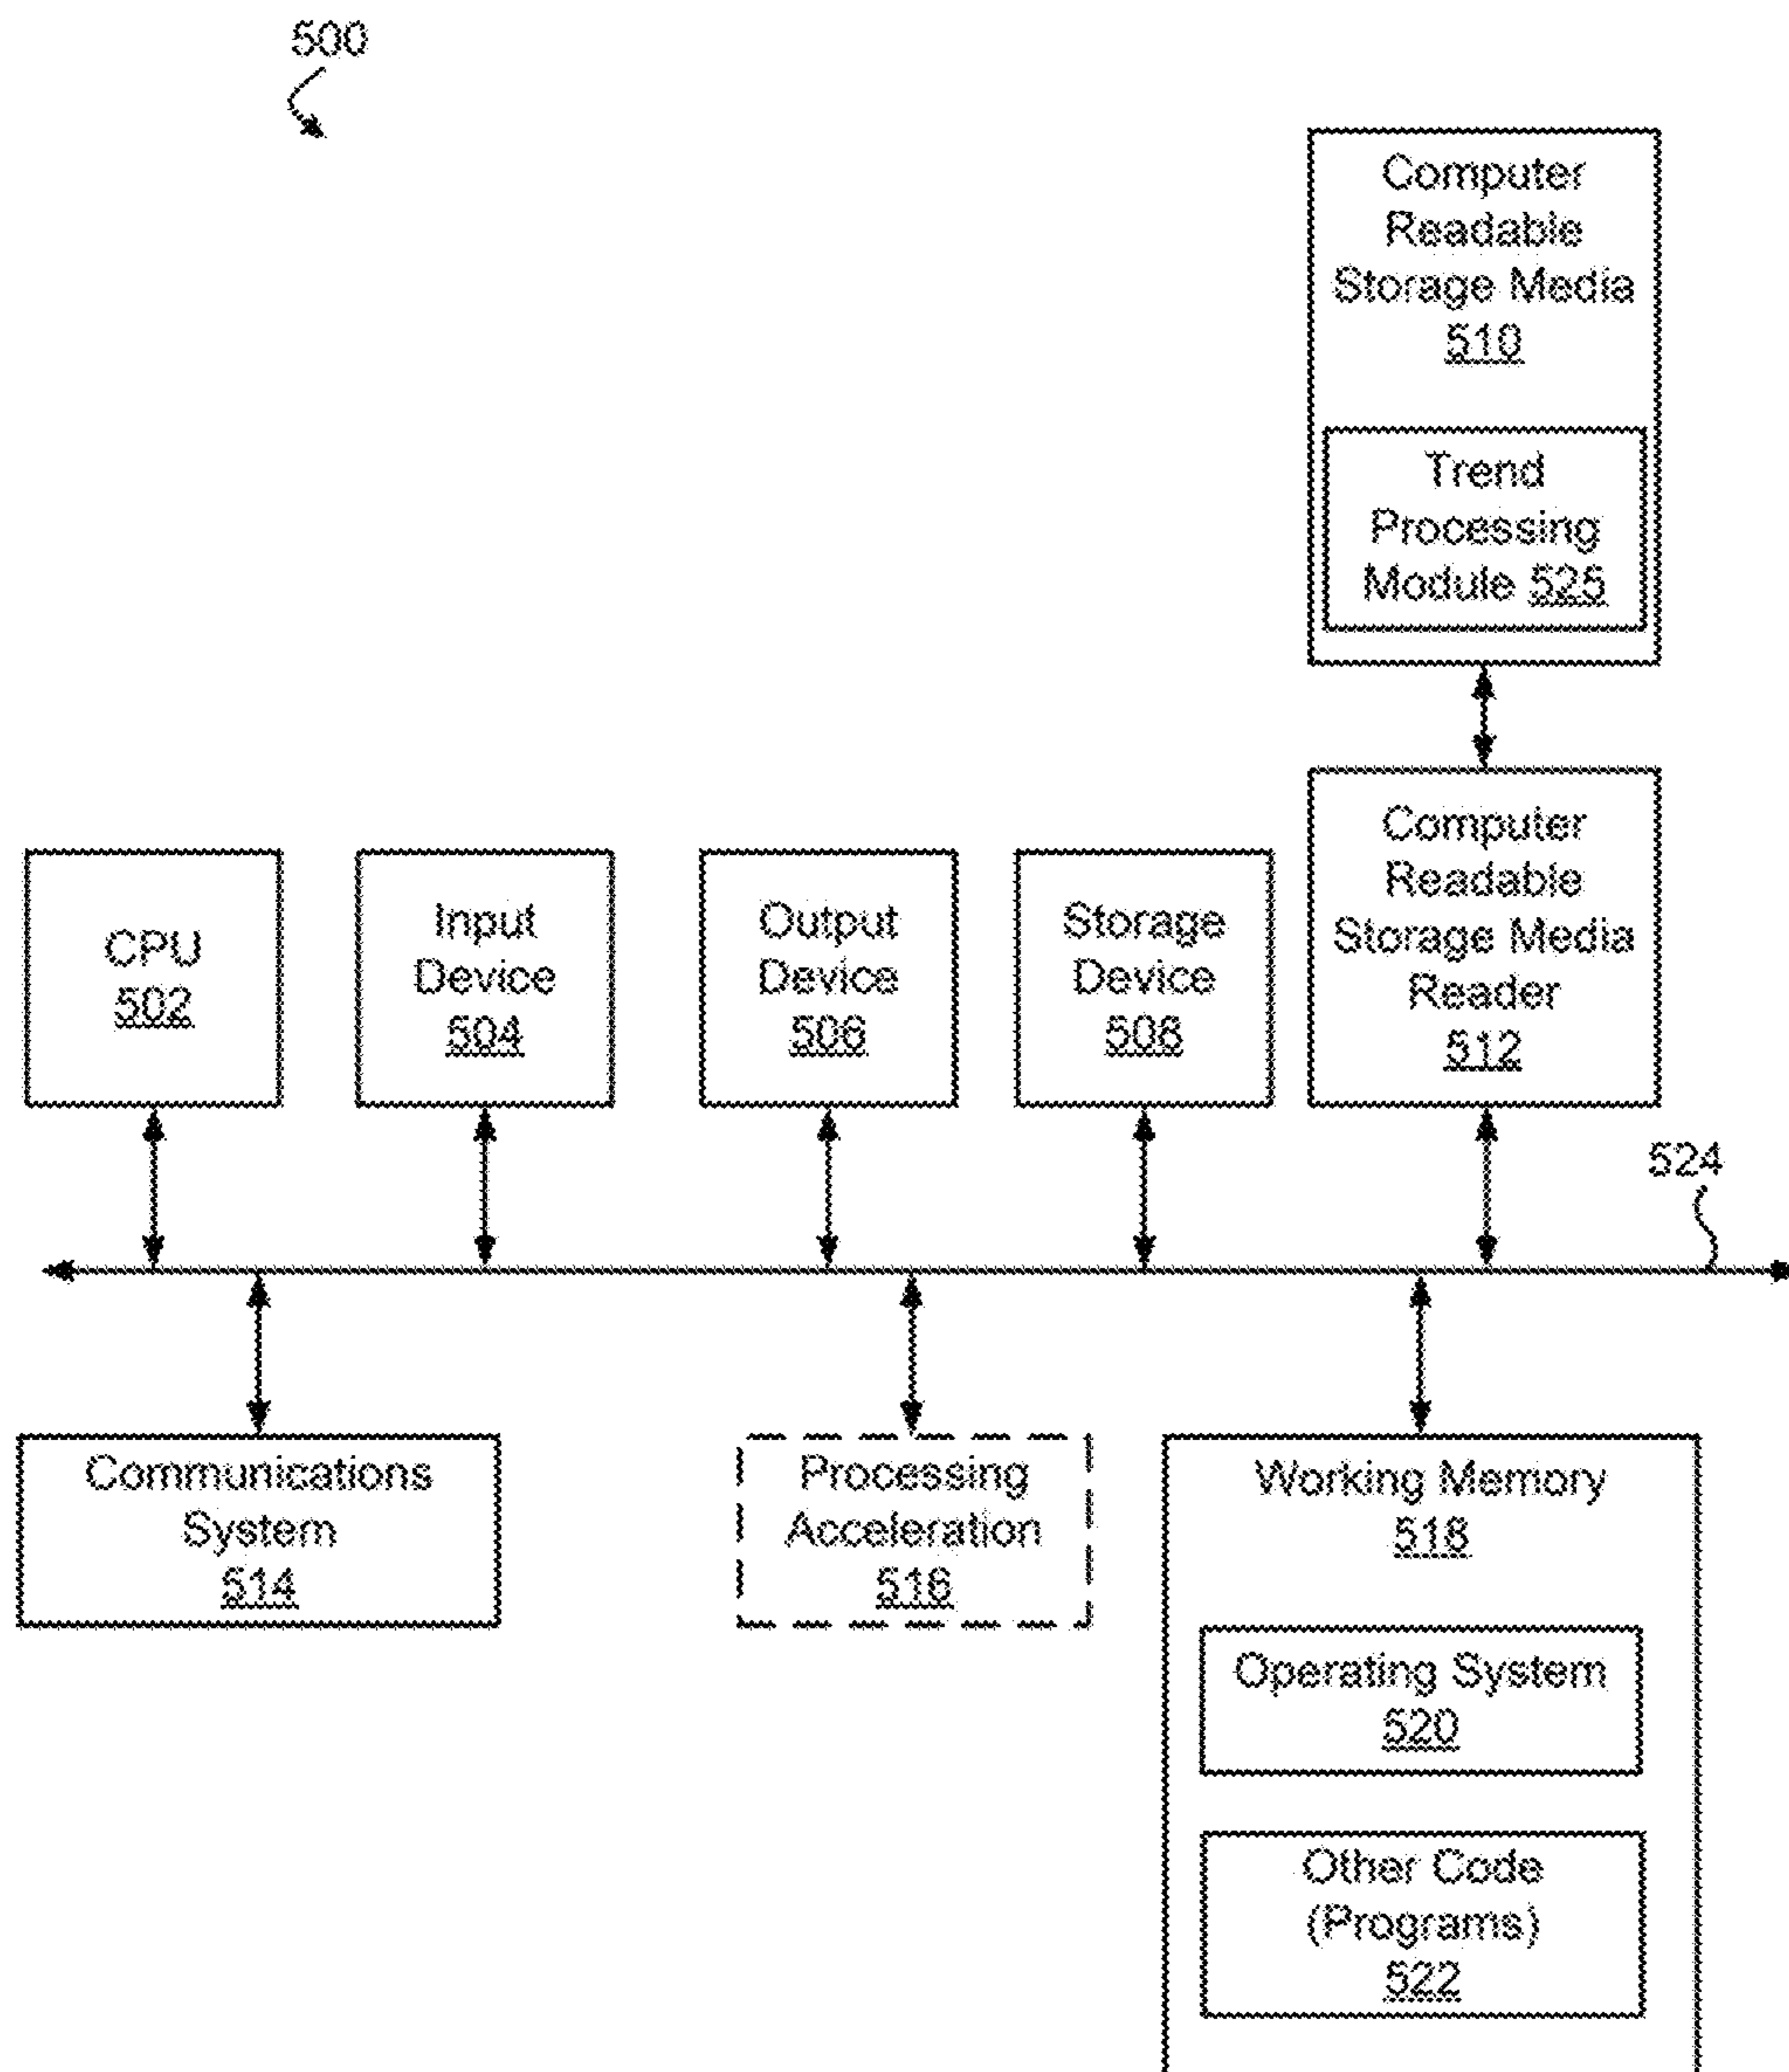 500
Computer
Readable
Storage Media
510
Trend
Processing
Module 525
Computer
Readable
Storage Media
Reader
512
CPU
502
Input
Device
504
Output
Device
506
Storage
Device
508
524
Communications
System
514
Processing
Acceleration
516
Working Memory
518
Operating System
520
Other Code
(Programs)
522